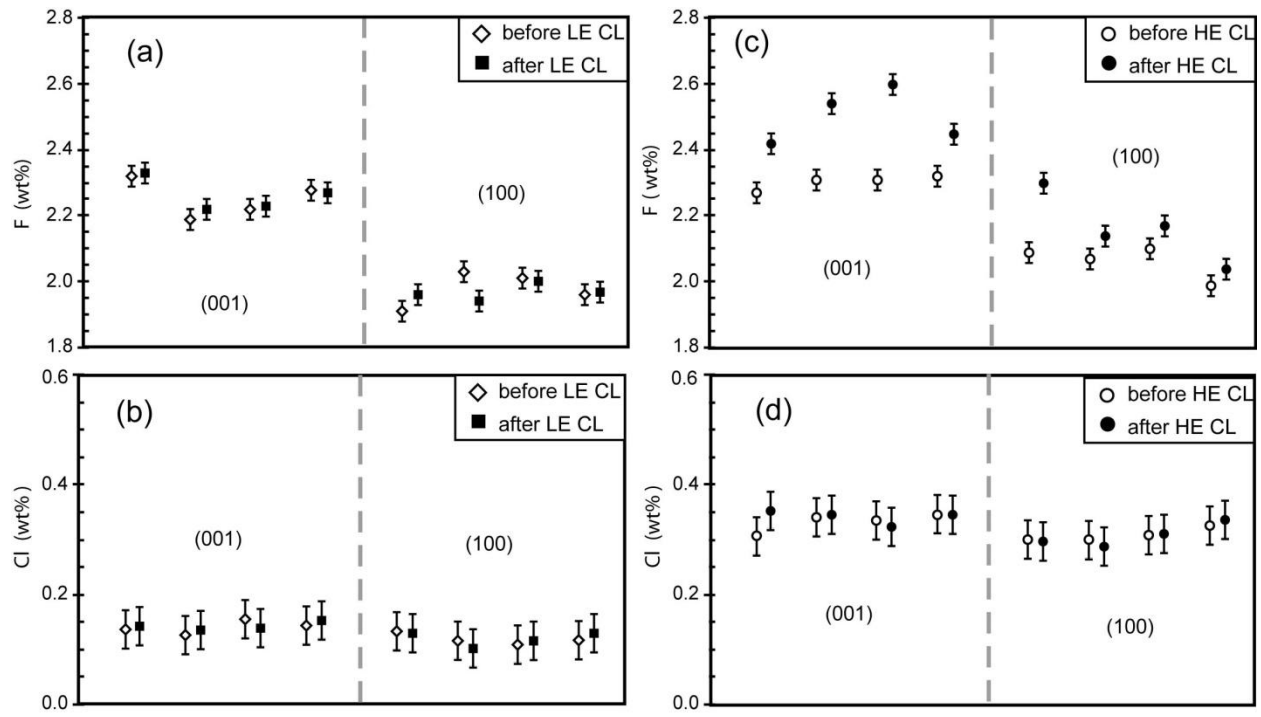 (a)
before LE CL
after LE CL
2.8
2.6
2.4
2.2
2.0
1.8
F (wt%)
(001)
(100)
(c)
before HE CL
after HE CL
2.8
2.6
2.4
2.2
2.0
1.8
F (wt%)
(001)
(100)
(b)
before LE CL
after LE CL
0.6
0.4
0.2
0.0
Cl (wt%)
(001)
(100)
(d)
before HE CL
after HE CL
0.6
0.4
0.2
0.0
Cl (wt%)
(001)
(100)